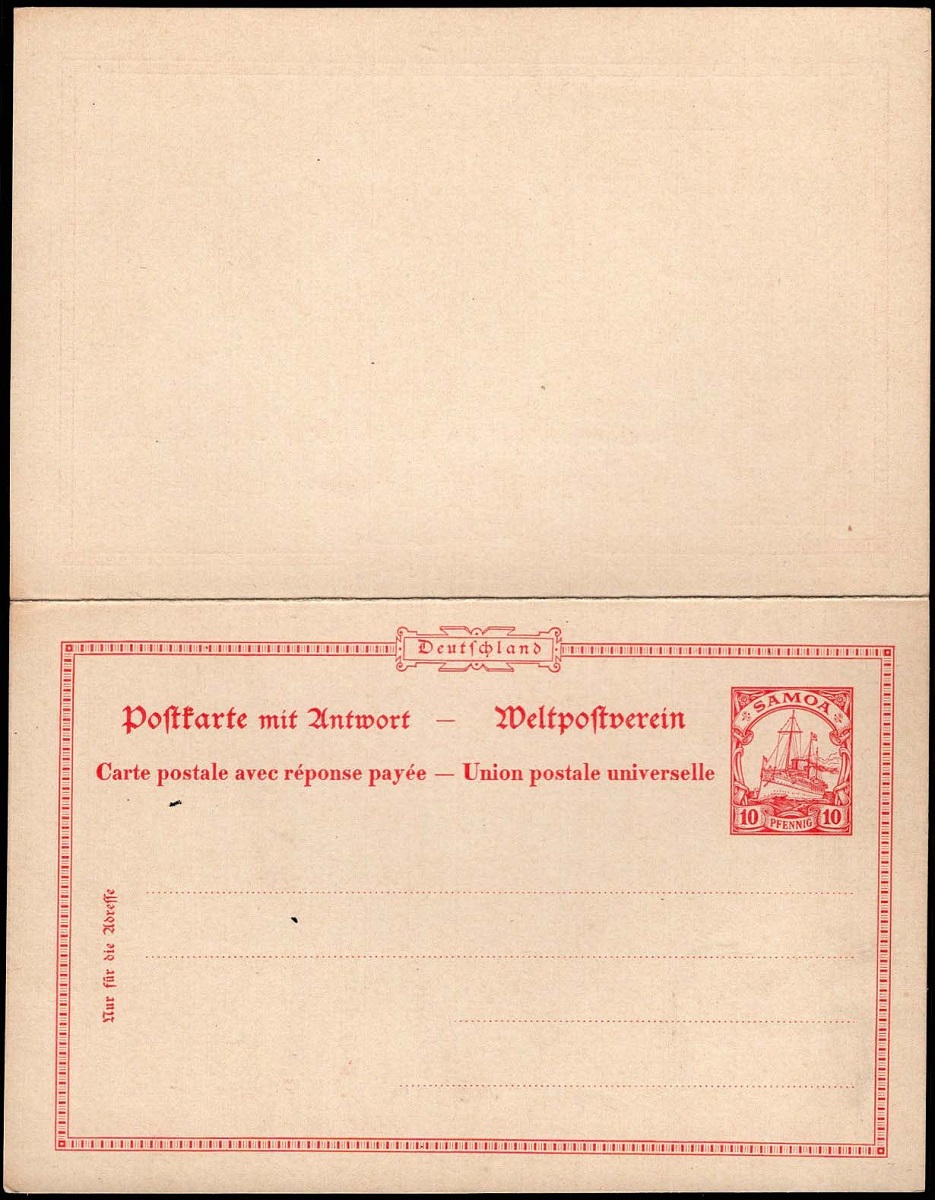 Deutschland
Postkarte mit Antwort — Weltpostverein
Carte postale avec réponse payée — Union postale universelle
SAMOA
10 PFENNIG 10
Nur für die Adresse